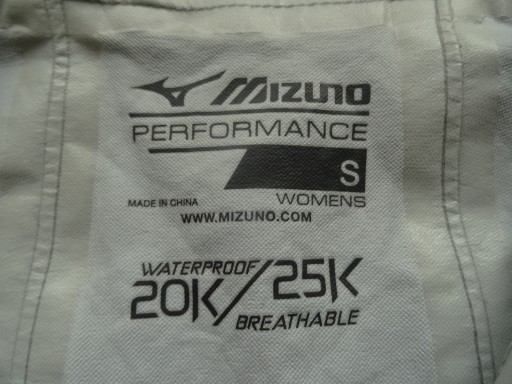 MIZUNO
PERFORMANCE
S
MADE IN CHINA WOMENS
WWW.MIZUNO.COM
WATERPROOF
20K/25K
BREATHABLE